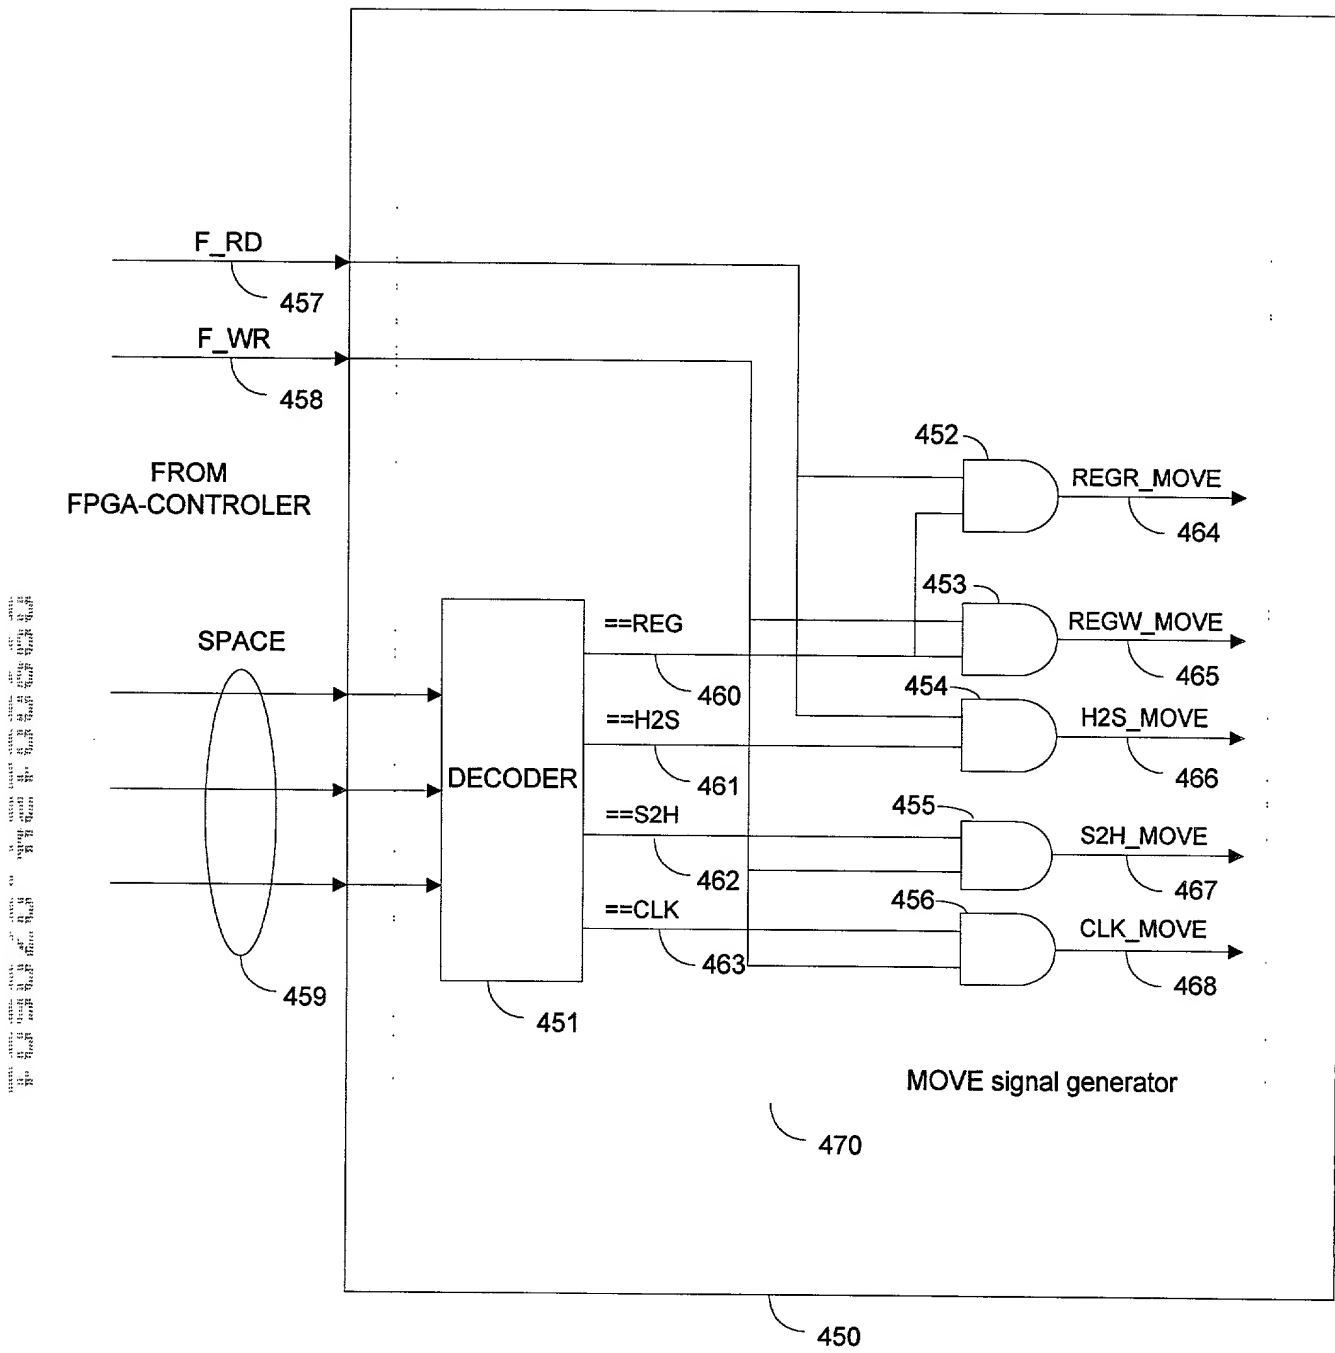 F_RD
457
F_WR
458
FROM
FPGA-CONTROLER
SPACE
459
DECODER
451
==REG
460
==H2S
461
==S2H
462
==CLK
463
452
REGR_MOVE
464
453
REGW_MOVE
465
454
H2S_MOVE
466
455
S2H_MOVE
467
456
CLK_MOVE
468
MOVE signal generator
470
450